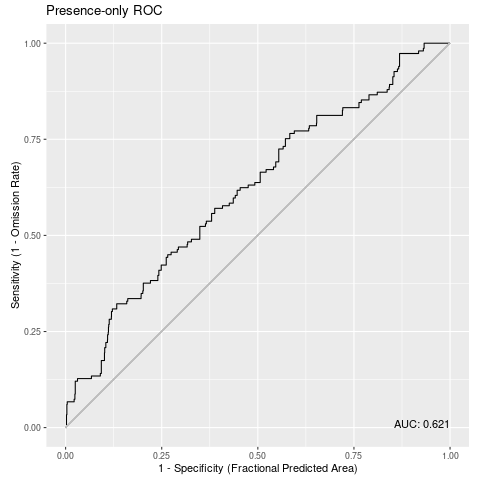 Presence-only ROC
Sensitivity (1 - Omission Rate)
1.00
0.75
0.50
0.25
0.00
AUC: 0.621
0.00 0.25 0.50 0.75 1.00
1 - Specificity (Fractional Predicted Area)